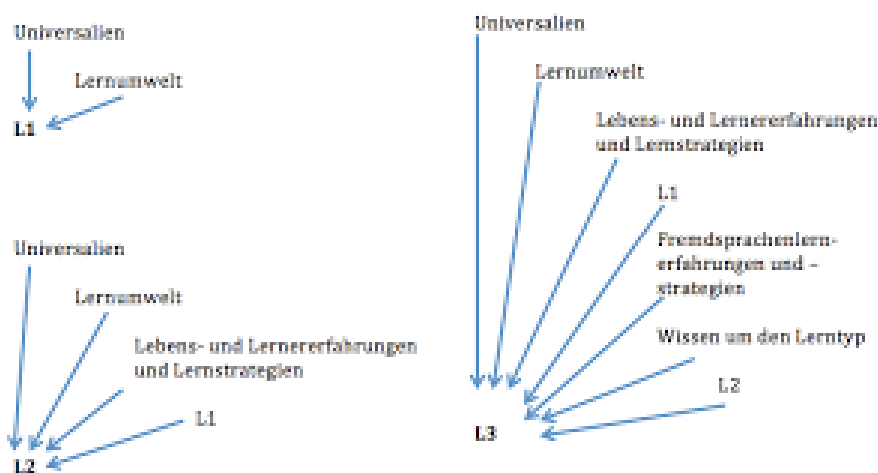 Universalien
Lernumwelt
L1
Universalien
Lernumwelt
Lebens- und Lernererfahrungen
und Lernstrategien
L1
L2
Universalien
Lernumwelt
Lebens- und Lernererfahrungen
und Lernstrategien
L1
Fremdsprachenlern-
erfahrungen und –
strategien
Wissen um den Lerntyp
L2
L3